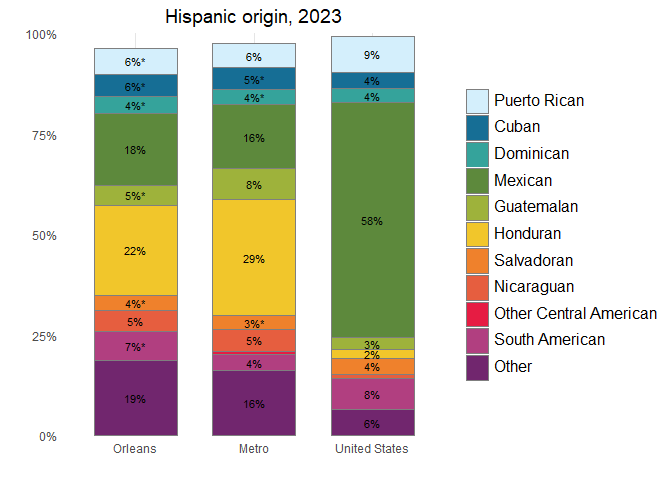 Hispanic origin, 2023
100%
75%
50%
25%
0%
6%*
6%*
4%*
18%
5%*
22%
4%*
5%
7%*
19%
6%
5%*
4%*
16%
8%
29%
3%*
5%
4%
16%
9%
4%
4%
58%
3%
2%
4%
8%
6%
Orleans
Metro
United States
Puerto Rican
Cuban
Dominican
Mexican
Guatemalan
Honduran
Salvadoran
Nicaraguan
Other Central American
South American
Other